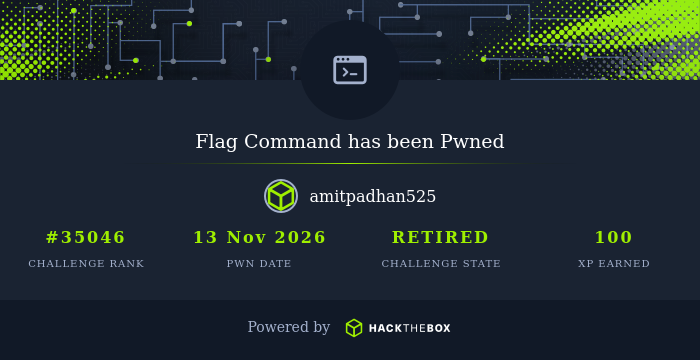 Flag Command has been Pwned
amitpadhan525
#35046 13 Nov 2026 RETIRED 100
CHALLENGE RANK PWN DATE CHALLENGE STATE XP EARNED
Powered by HACKTHEBOX